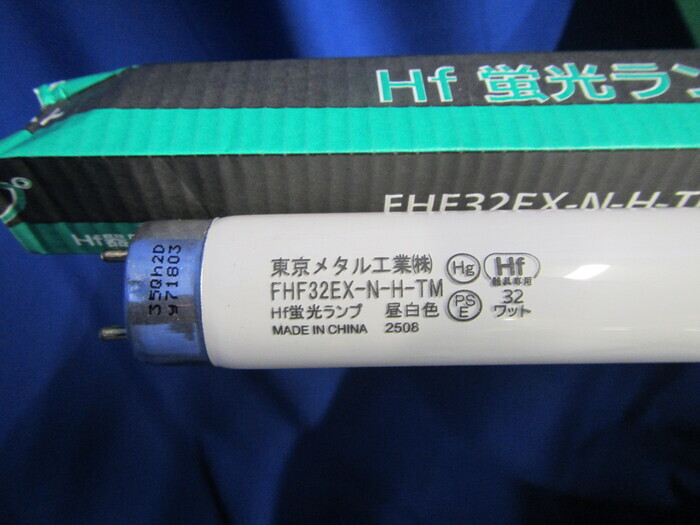 Hf 蛍光ラン
FHF32EX-N-H-T
35Qh2D
y71803
東京メタル工業㈱ Hg Hf 器具専用
FHF32EX-N-H-TM PS E 32
Hf蛍光ランプ 昼白色 ワット
MADE IN CHINA 2508